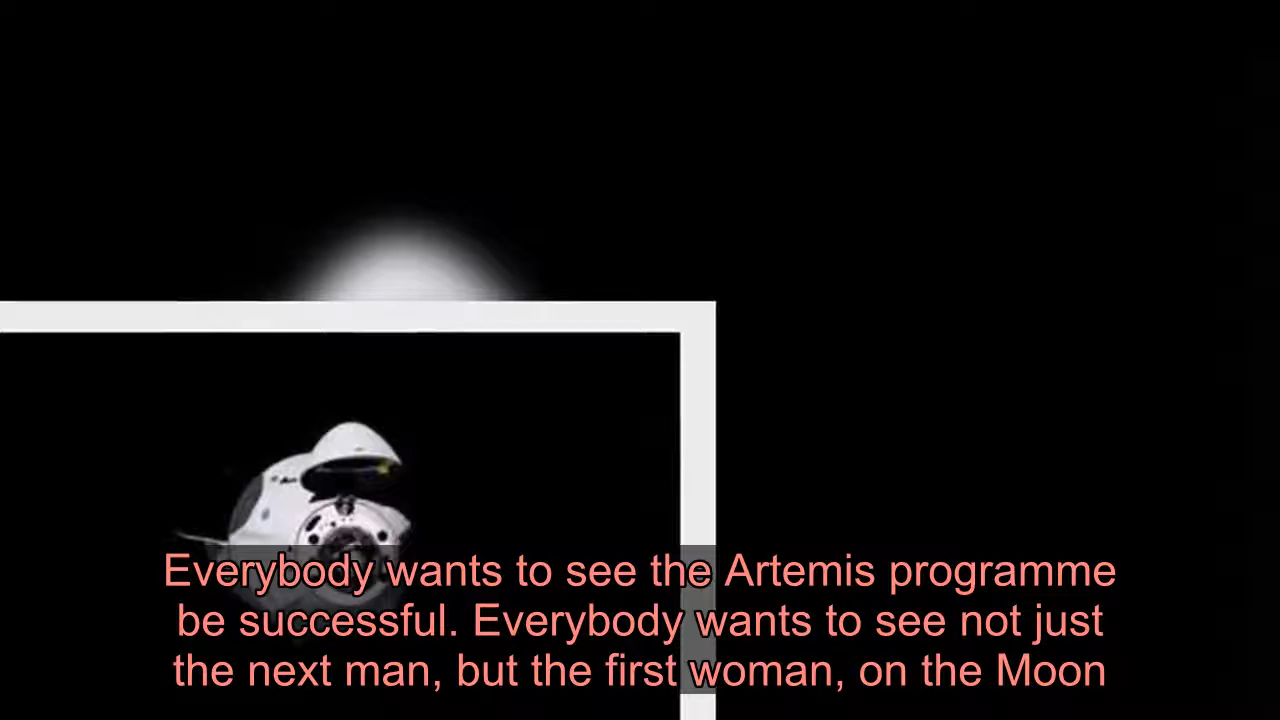 Everybody wants to see the Artemis programme
be successful. Everybody wants to see not just
the next man, but the first woman, on the Moon